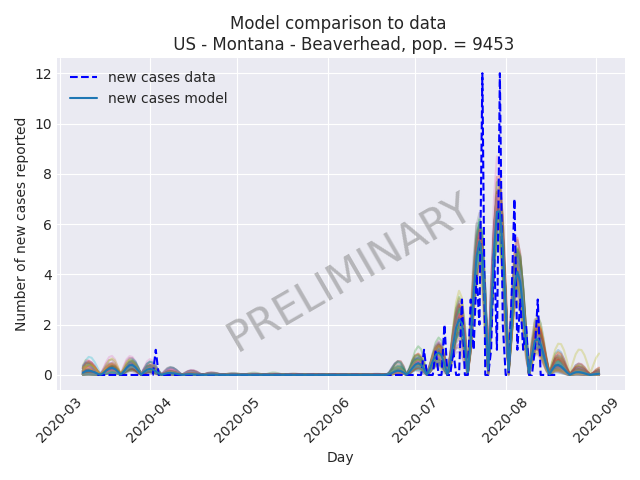 Model comparison to data
US - Montana - Beaverhead, pop. = 9453
new cases data
new cases model
PRELIMINARY
Number of new cases reported
12
10
8
6
4
2
0
2020-03
2020-04
2020-05
2020-06
2020-07
2020-08
2020-09
Day